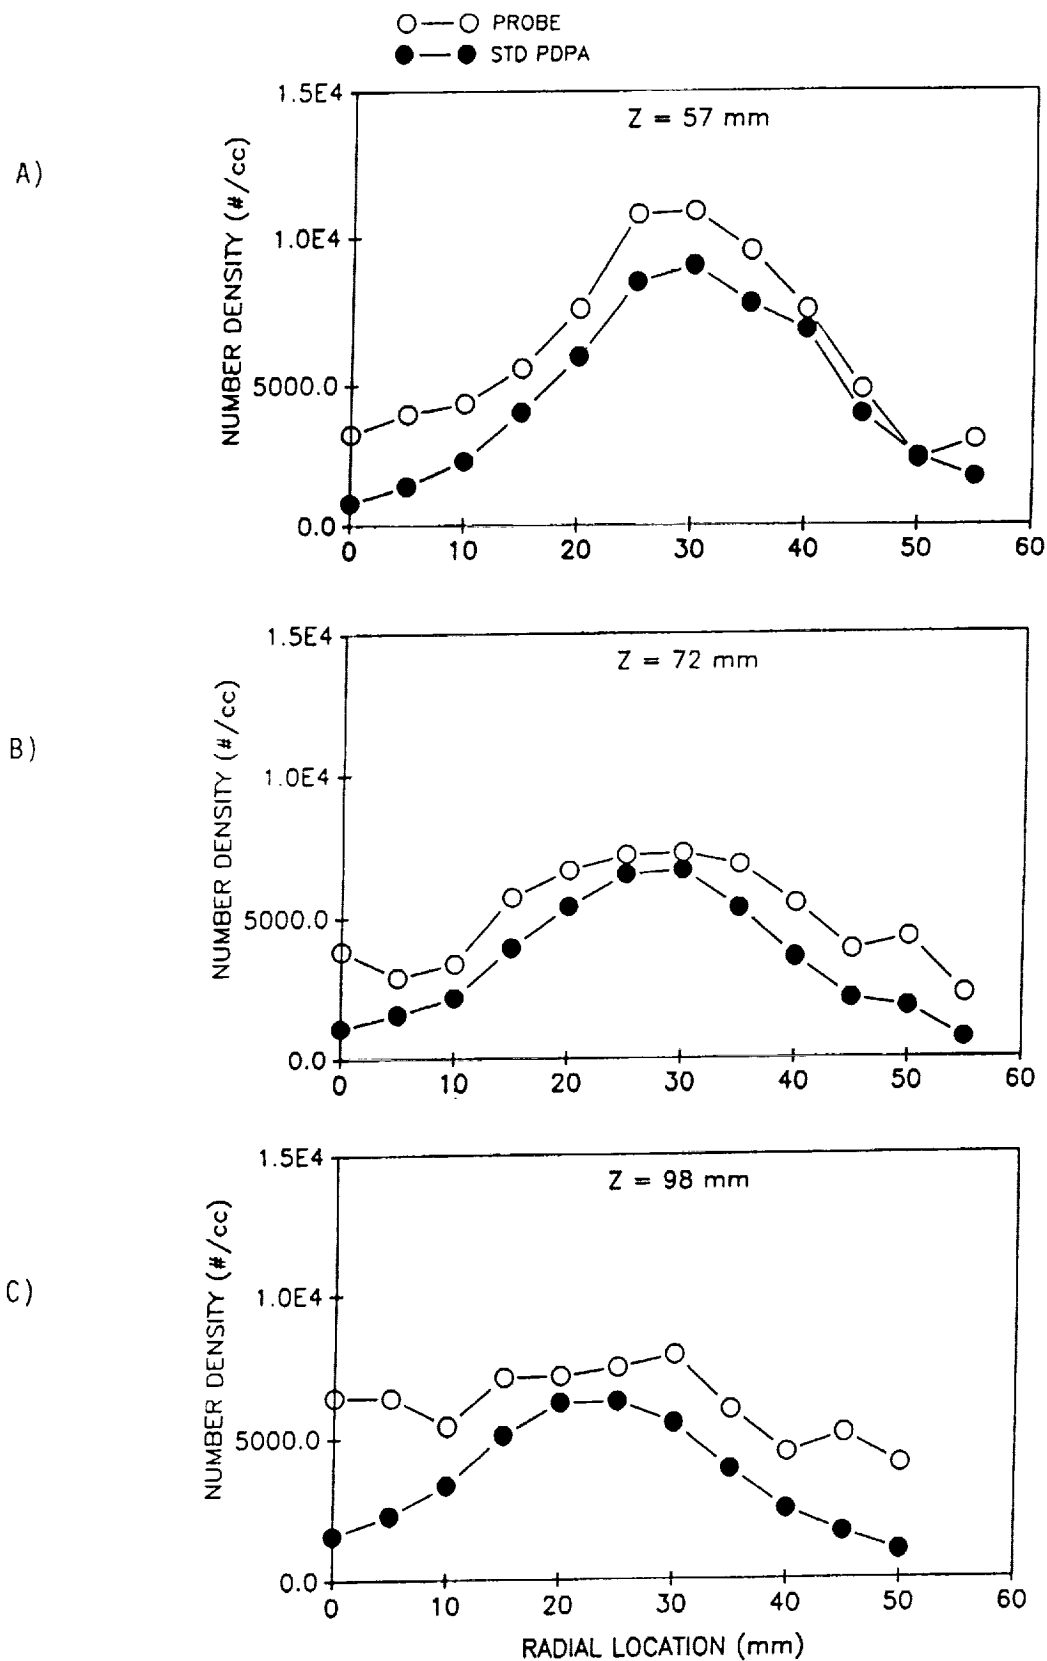 PROBE
STD PDPA
A)
Z = 57 mm
NUMBER DENSITY (#/cc)
1.5E4
1.0E4
5000.0
0.0
0 10 20 30 40 50 60
B)
Z = 72 mm
NUMBER DENSITY (#/cc)
1.5E4
1.0E4
5000.0
0.0
0 10 20 30 40 50 60
C)
Z = 98 mm
NUMBER DENSITY (#/cc)
1.5E4
1.0E4
5000.0
0.0
0 10 20 30 40 50 60
RADIAL LOCATION (mm)